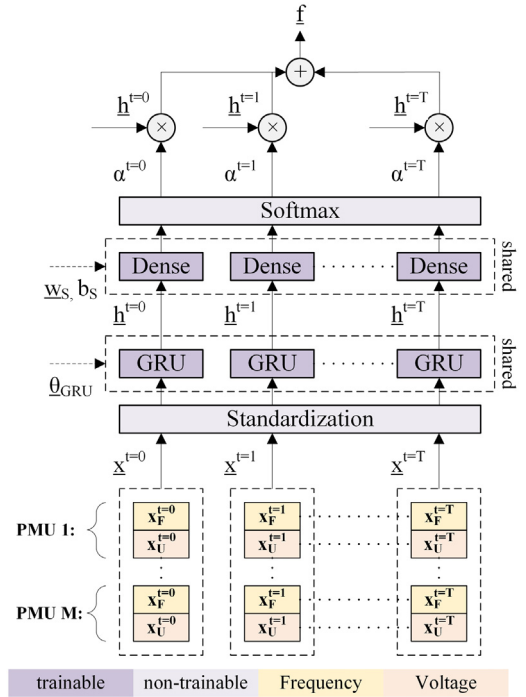 f
h^{t=0} h^{t=1} h^{t=T}
× × ×
+
α^{t=0} α^{t=1} α^{t=T}
Softmax
shared
Dense Dense Dense
w_S, b_S
h^{t=0} h^{t=1} h^{t=T}
shared
GRU GRU GRU
θ_GRU
Standardization
x^{t=0} x^{t=1} x^{t=T}
PMU 1:
x_F^{t=0} x_F^{t=1} x_F^{t=T}
x_U^{t=0} x_U^{t=1} x_U^{t=T}
PMU M:
x_F^{t=0} x_F^{t=1} x_F^{t=T}
x_U^{t=0} x_U^{t=1} x_U^{t=T}
trainable non-trainable Frequency Voltage